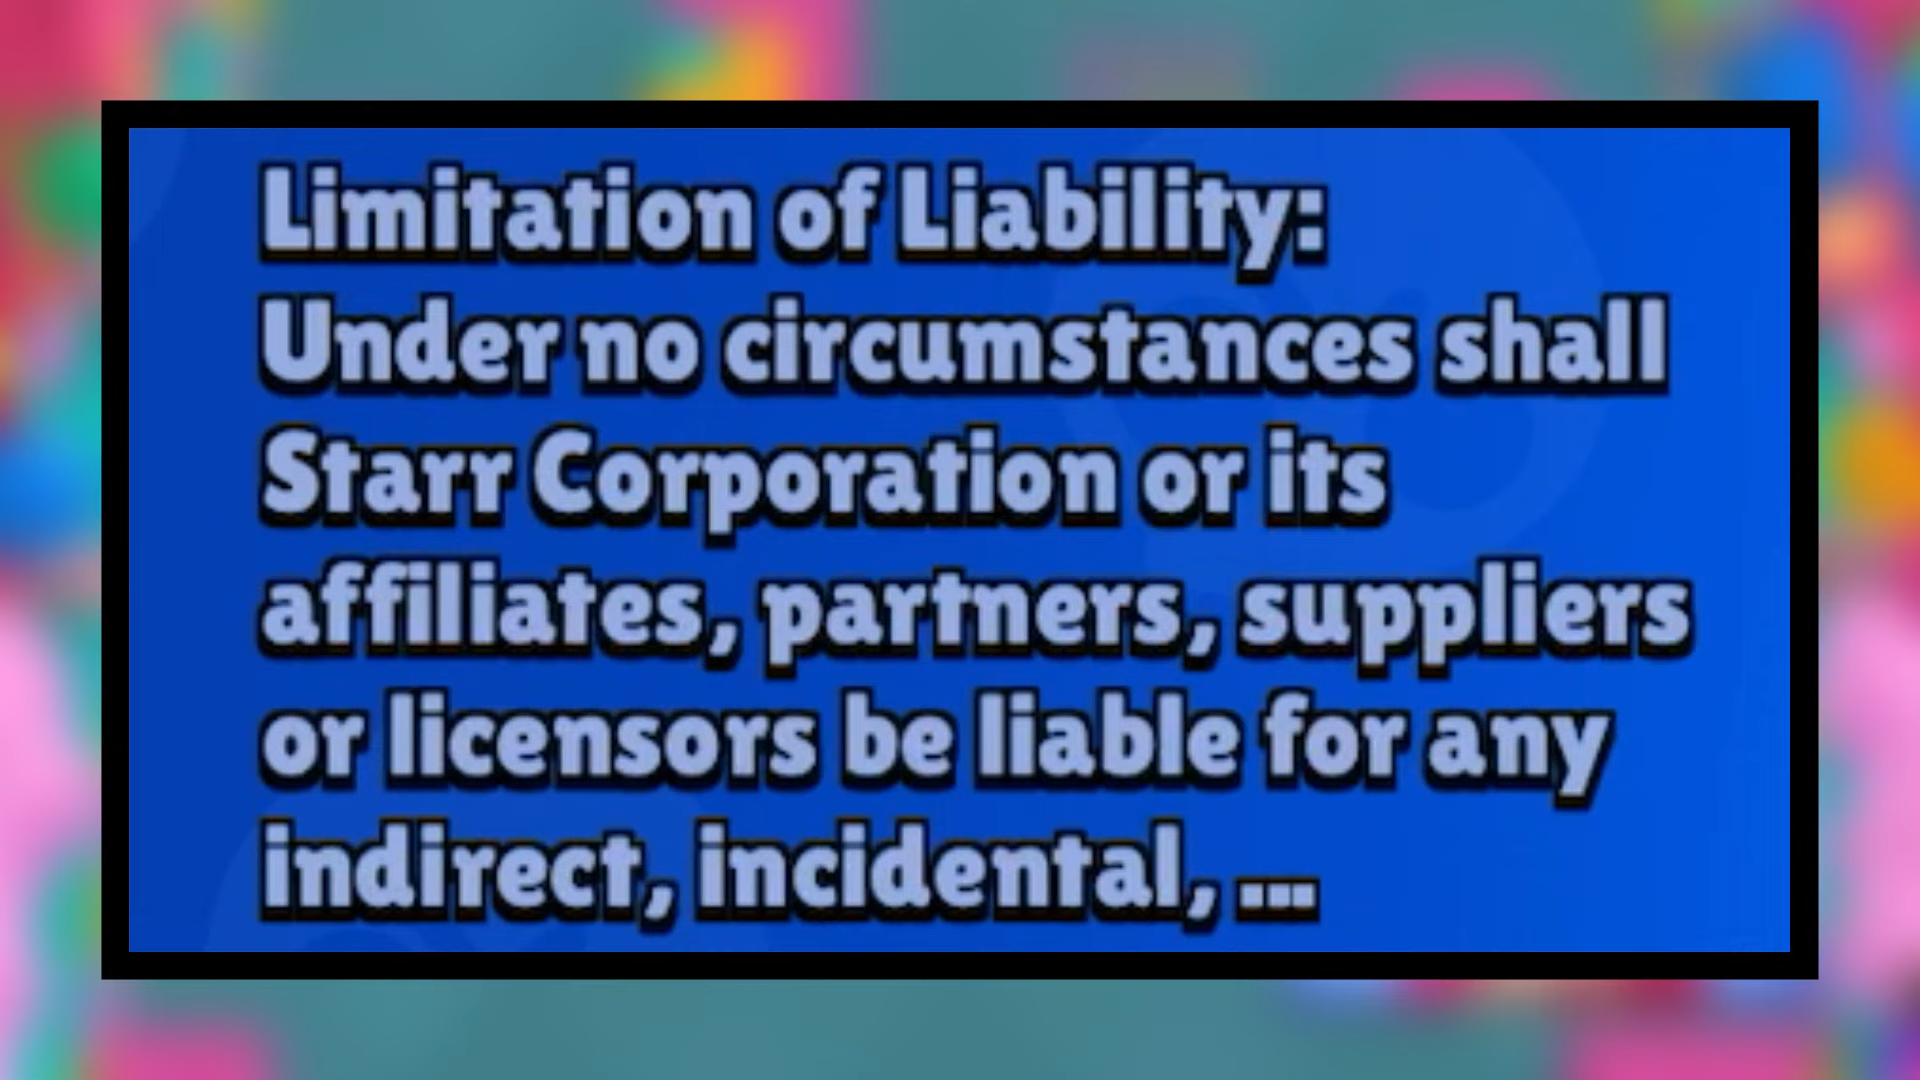 Limitation of Liability:
Under no circumstances shall
Starr Corporation or its
affiliates, partners, suppliers
or licensors be liable for any
indirect, incidental, ...